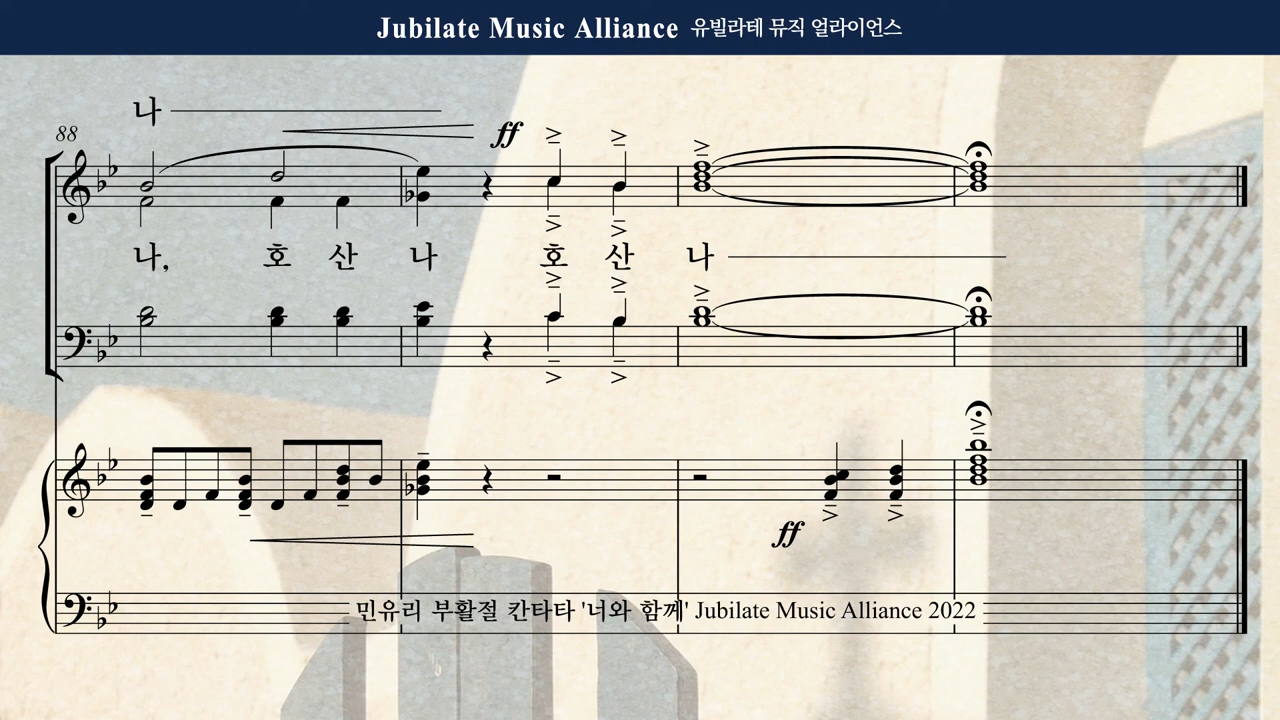 Jubilate Music Alliance 유빌라테 뮤직 얼라이언스
나
88
ff
나, 호 산 나 호 산 나
ff
민유리 부활절 칸타타 '너와 함께' Jubilate Music Alliance 2022